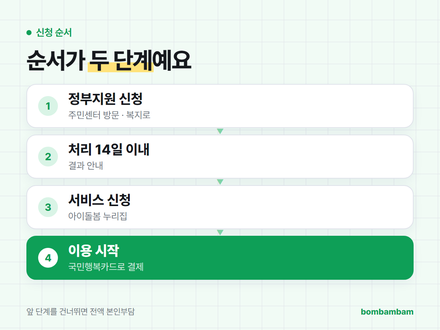 신청 순서
순서가 두 단계예요
1
정부지원 신청
주민센터 방문 · 복지로
2
처리 14일 이내
결과 안내
3
서비스 신청
아이돌봄 누리집
4
이용 시작
국민행복카드로 결제
앞 단계를 건너뛰면 전액 본인부담
bombambam